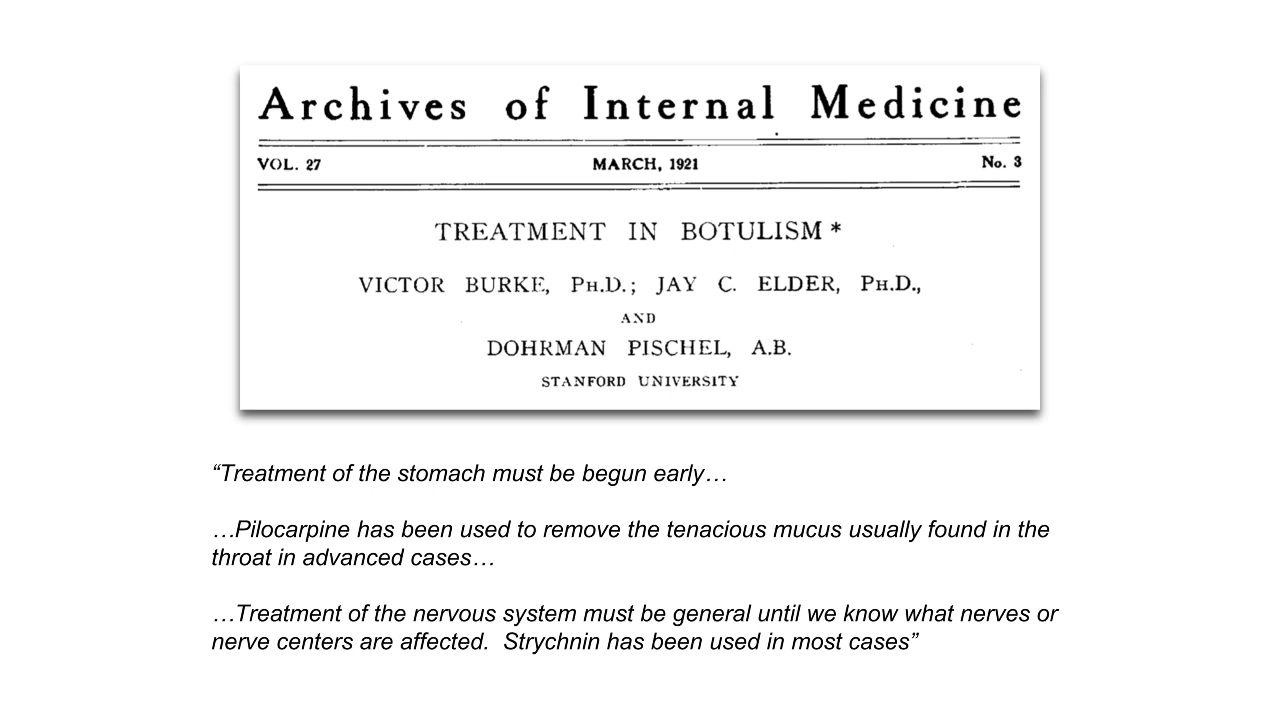 Archives of Internal Medicine
VOL. 27 MARCH, 1921 No. 3
TREATMENT IN BOTULISM *
VICTOR BURKE, PH.D.; JAY C. ELDER, PH.D.,
AND
DOHRMAN PISCHEL, A.B.
STANFORD UNIVERSITY
“Treatment of the stomach must be begun early…
…Pilocarpine has been used to remove the tenacious mucus usually found in the
throat in advanced cases…
…Treatment of the nervous system must be general until we know what nerves or
nerve centers are affected.  Strychnin has been used in most cases”